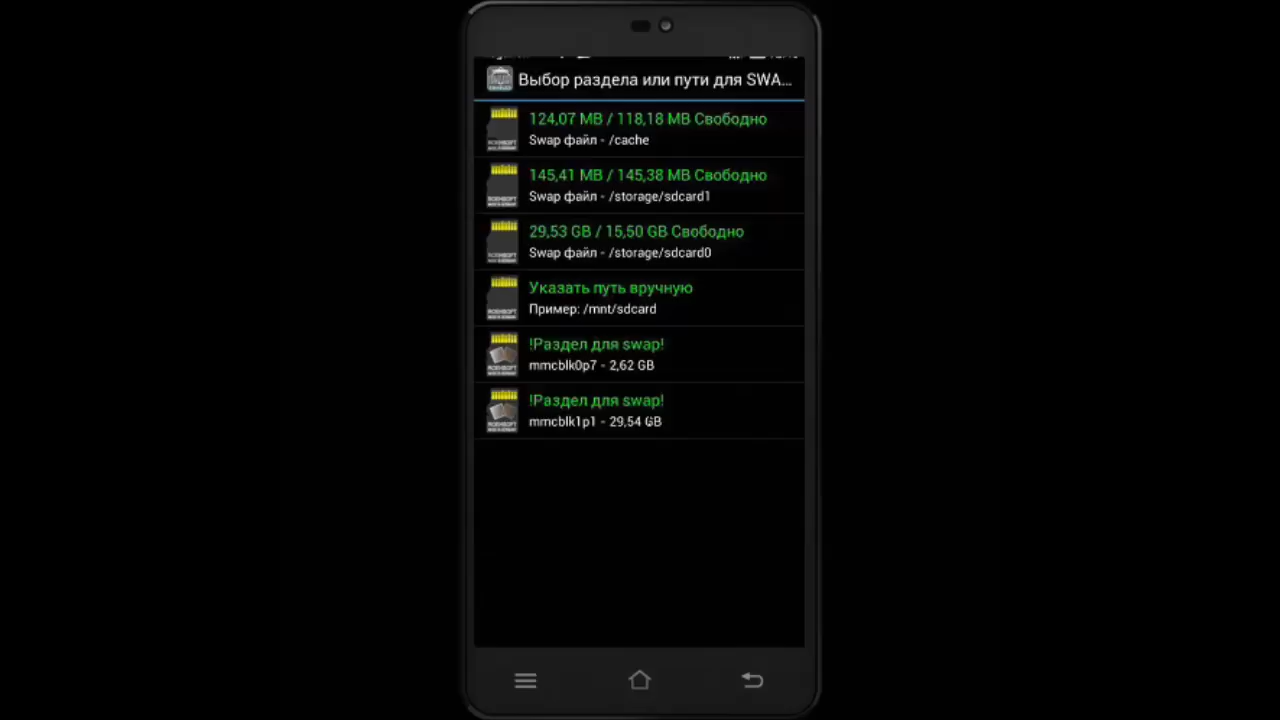 Выбор раздела или пути для SWA...
124,07 MB / 118,18 MB Свободно
Swap файл - /cache
145,41 MB / 145,38 MB Свободно
Swap файл - /storage/sdcard1
29,53 GB / 15,50 GB Свободно
Swap файл - /storage/sdcard0
Указать путь вручную
Пример: /mnt/sdcard
!Раздел для swap!
mmcblk0p7 - 2,62 GB
!Раздел для swap!
mmcblk1p1 - 29,54 GB